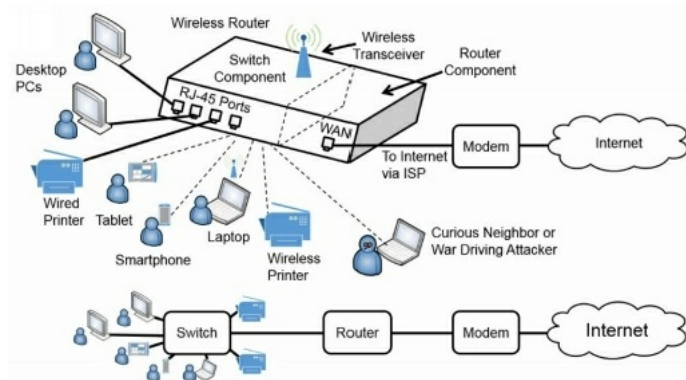 Wireless Router
Wireless
Transceiver
Router
Component
Switch
Component
Desktop
PCs
RJ-45 Ports
WAN
To Internet
via ISP
Modem
Internet
Wired
Printer
Tablet
Smartphone
Laptop
Wireless
Printer
Curious Neighbor or
War Driving Attacker
Switch
Router
Modem
Internet